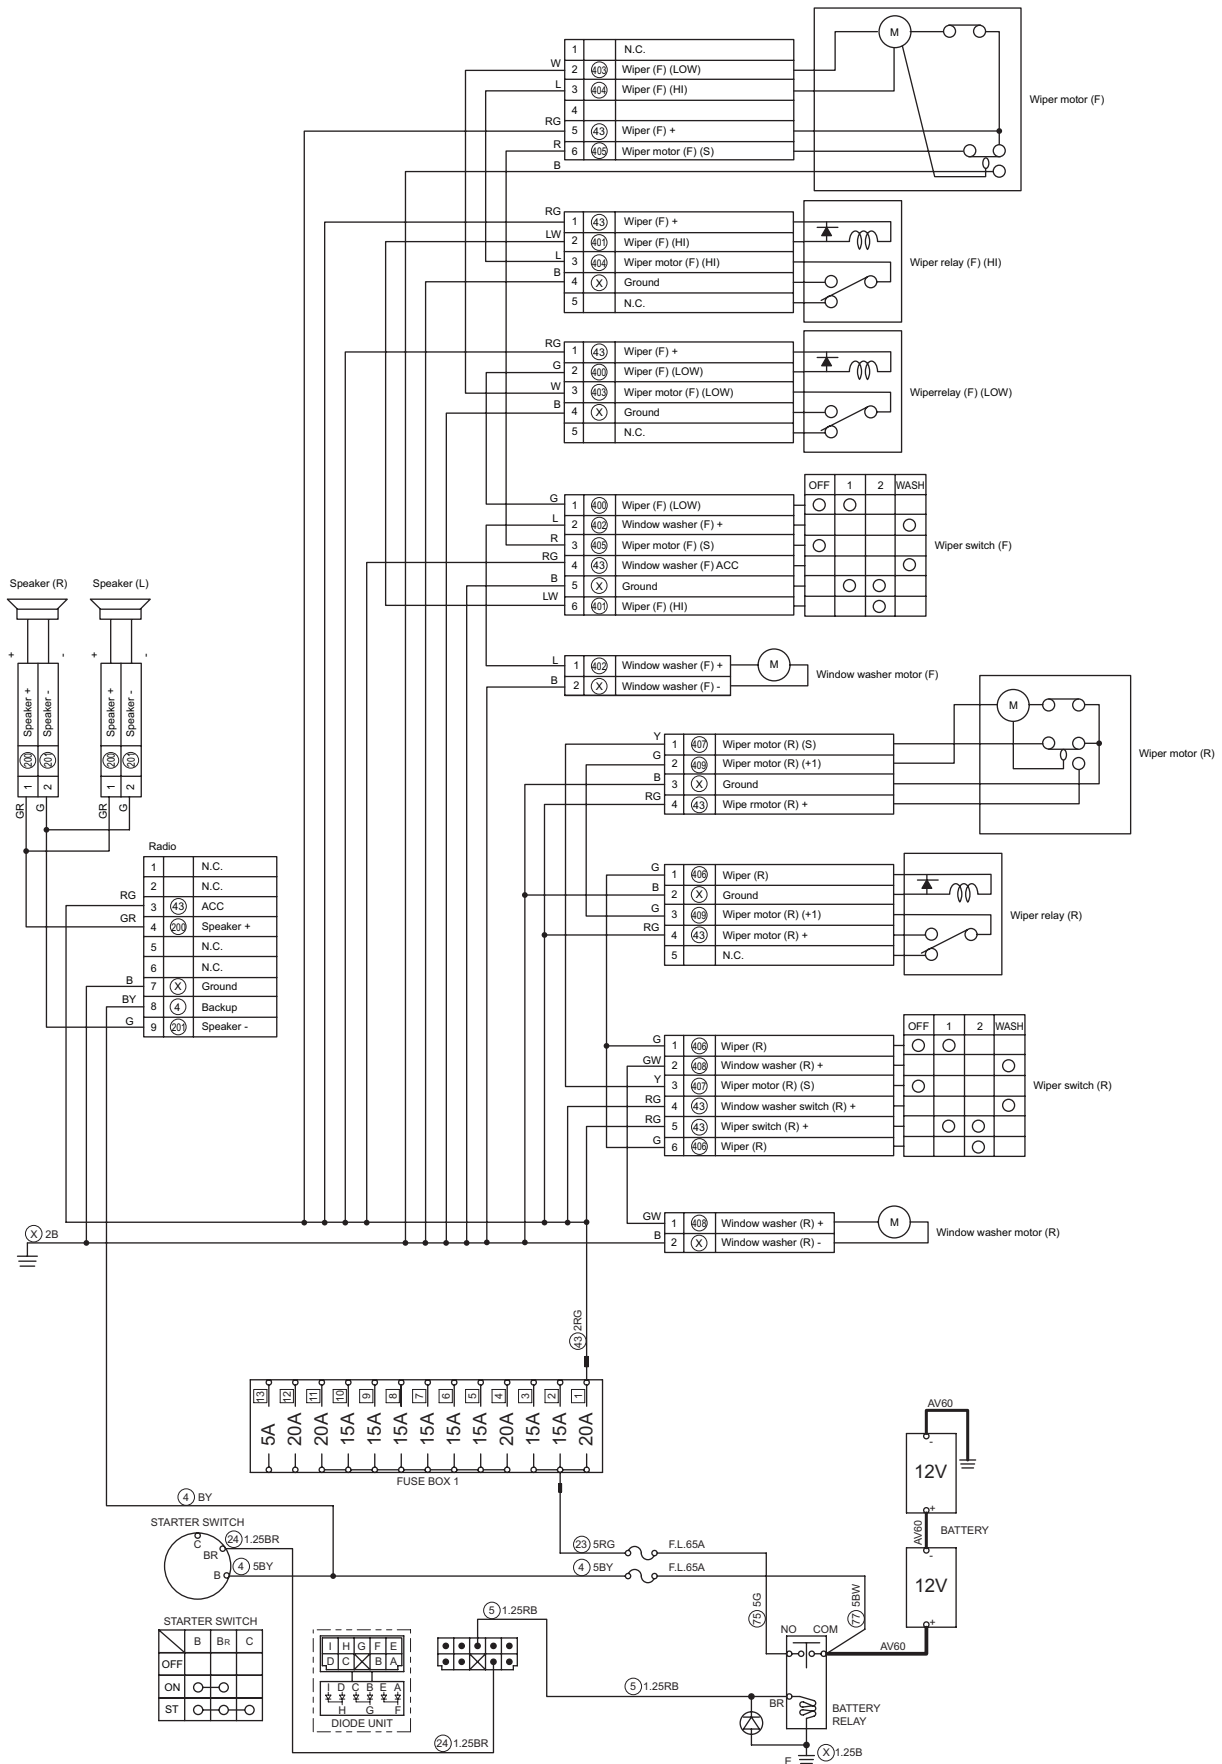 1 N.C.
W 2 403 Wiper (F) (LOW)
L 3 404 Wiper (F) (HI)
4
RG 5 43 Wiper (F) +
R 6 405 Wiper motor (F) (S)
B
M
Wiper motor (F)
RG 1 43 Wiper (F) +
LW 2 401 Wiper (F) (HI)
L 3 404 Wiper motor (F) (HI)
B 4 X Ground
5 N.C.
Wiper relay (F) (HI)
RG 1 43 Wiper (F) +
G 2 400 Wiper (F) (LOW)
W 3 403 Wiper motor (F) (LOW)
B 4 X Ground
5 N.C.
Wiperrelay (F) (LOW)
OFF 1 2 WASH
G 1 400 Wiper (F) (LOW)
L 2 402 Window washer (F) +
R 3 405 Wiper motor (F) (S)
RG 4 43 Window washer (F) ACC
B 5 X Ground
LW 6 401 Wiper (F) (HI)
Wiper switch (F)
Speaker (R) Speaker (L)
+ - + -
Speaker + Speaker - Speaker + Speaker -
200 201 200 201
1 2 1 2
GR G GR G
L 1 402 Window washer (F) +
B 2 X Window washer (F) -
M
Window washer motor (F)
Y 1 407 Wiper motor (R) (S)
G 2 409 Wiper motor (R) (+1)
B 3 X Ground
RG 4 43 Wipe rmotor (R) +
M
Wiper motor (R)
Radio
1 N.C.
2 N.C.
RG 3 43 ACC
GR 4 200 Speaker +
5 N.C.
6 N.C.
B 7 X Ground
BY 8 4 Backup
G 9 201 Speaker -
G 1 406 Wiper (R)
B 2 X Ground
G 3 409 Wiper motor (R) (+1)
RG 4 43 Wiper motor (R) +
5 N.C.
Wiper relay (R)
OFF 1 2 WASH
G 1 406 Wiper (R)
GW 2 408 Window washer (R) +
Y 3 407 Wiper motor (R) (S)
RG 4 43 Window washer switch (R) +
RG 5 43 Wiper switch (R) +
G 6 406 Wiper (R)
Wiper switch (R)
GW 1 408 Window washer (R) +
B 2 X Window washer (R) -
M
Window washer motor (R)
X 2B
43 2RG
13 12 11 10 9 8 7 6 5 4 3 2 1
5A 20A 20A 15A 15A 15A 15A 15A 15A 20A 15A 15A 20A
FUSE BOX 1
AV60
-
12V
+
AV60 BATTERY
-
12V
+
AV60
4 BY
STARTER SWITCH
C
BR
B
24 1.25BR
4 5BY
23 5RG F.L.65A
4 5BY F.L.65A
75 5G
77 5BW
NO COM
BR
BATTERY
RELAY
E X 1.25B
STARTER SWITCH
B BR C
OFF
ON
ST
I H G F E
D C B A
I D C B E A
H G F
DIODE UNIT
5 1.25RB
5 1.25RB
24 1.25BR